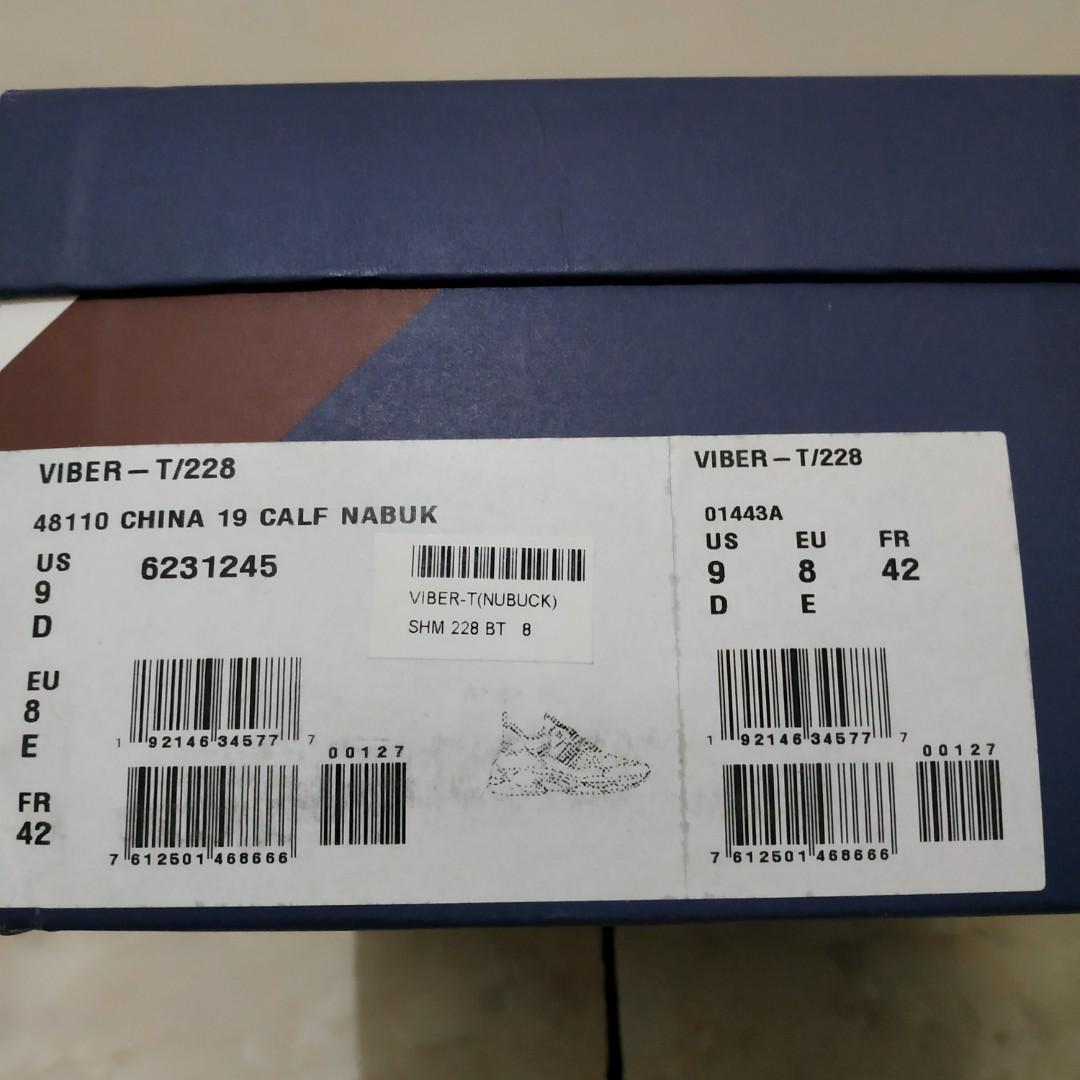 VIBER – T/228
48110 CHINA 19 CALF NABUK
US
9
D
6231245
VIBER-T(NUBUCK)
SHM 228 BT 8
EU
8
E
1 92146 34577 7
00127
FR
42
7 612501 468666
VIBER – T/228
01443A
US EU FR
9 8 42
D E
1 92146 34577 7
00127
7 612501 468666